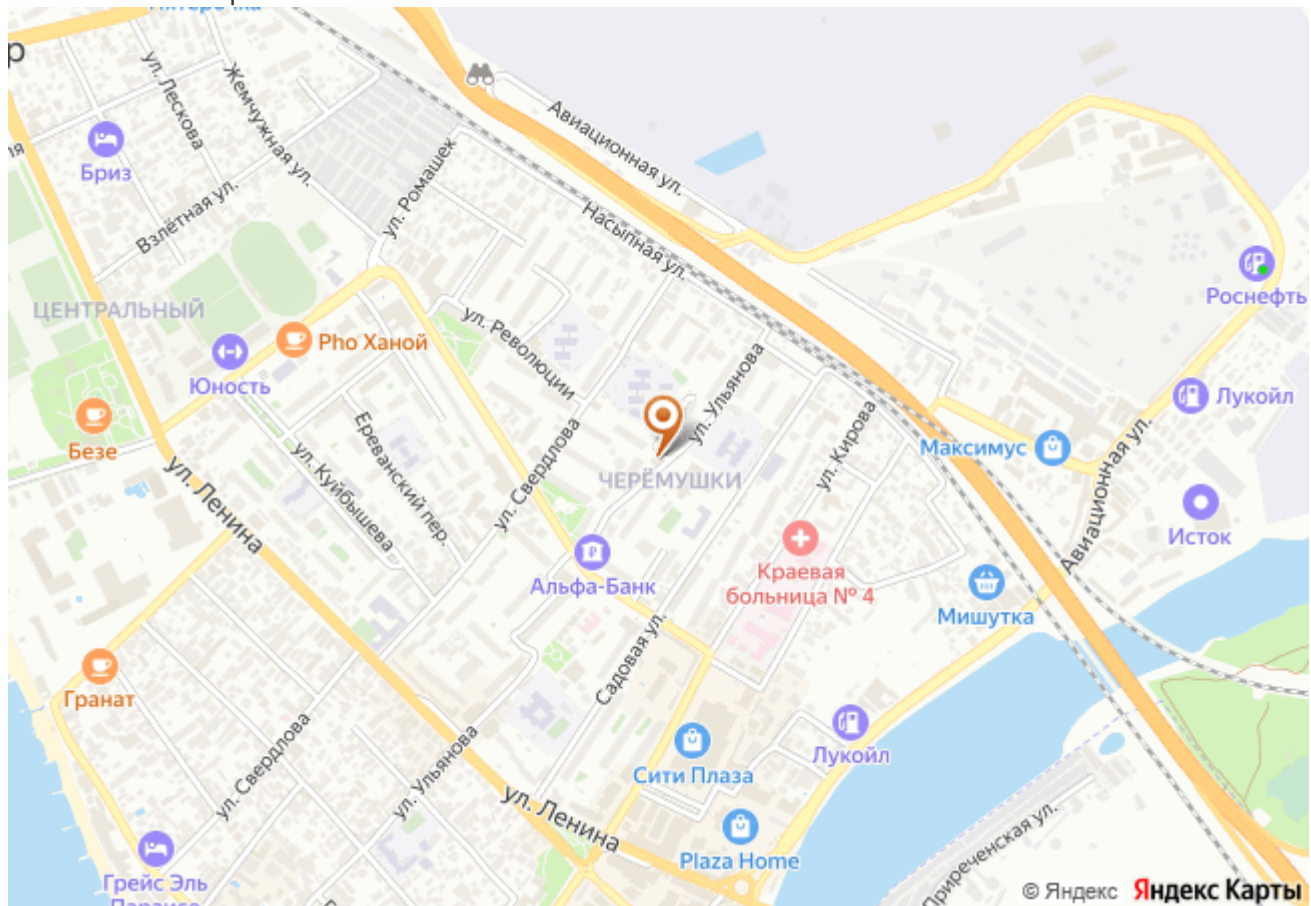 Пятёрочка
р
ул. Лескова
Жемчужная ул.
Авиационная ул.
Бриз
ул. Ромашек
Взлётная ул.
Насыпная ул.
Роснефть
ЦЕНТРАЛЬНЫЙ
ул. Революции
Pho Ханой
Юность
ул. Ульянова
Лукойл
Безе
Ереванский пер.
ул. Свердлова
ул. Кирова
Максимус
Авиационная ул.
ул. Ленина
ул. Куйбышева
ЧЕРЁМУШКИ
Исток
Альфа-Банк
Краевая
больница № 4
Мишутка
Садовая ул.
Гранат
ул. Свердлова
ул. Ульянова
Сити Плаза
Лукойл
ул. Ленина
Plaza Home
Приреченская ул.
Грейс Эль
© Яндекс Яндекс Карты